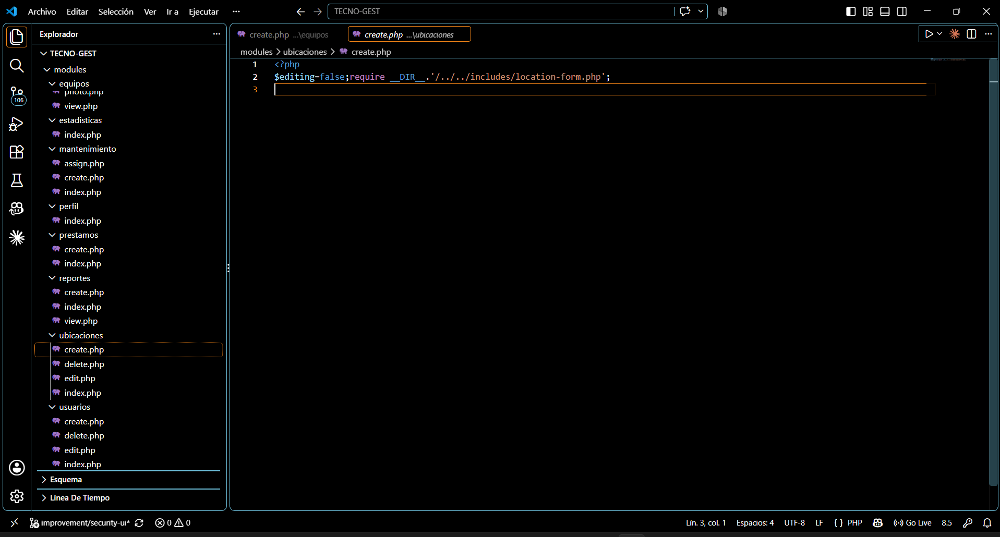 Archivo Editar Selección Ver Ir a Ejecutar ···
TECNO-GEST
Explorador ···
TECNO-GEST
modules
equipos
photo.php
view.php
estadisticas
index.php
mantenimiento
assign.php
create.php
index.php
perfil
index.php
prestamos
create.php
index.php
reportes
create.php
index.php
view.php
ubicaciones
create.php
delete.php
edit.php
index.php
usuarios
create.php
delete.php
edit.php
index.php
Esquema
Línea De Tiempo
106
create.php ...\equipos
create.php ...\ubicaciones
modules > ubicaciones > create.php
1 <?php
2 $editing=false;require __DIR__.'/../../includes/location-form.php';
3
improvement/security-ui* 0 0
Lín. 3, col. 1 Espacios: 4 UTF-8 LF { } PHP Go Live 8.5